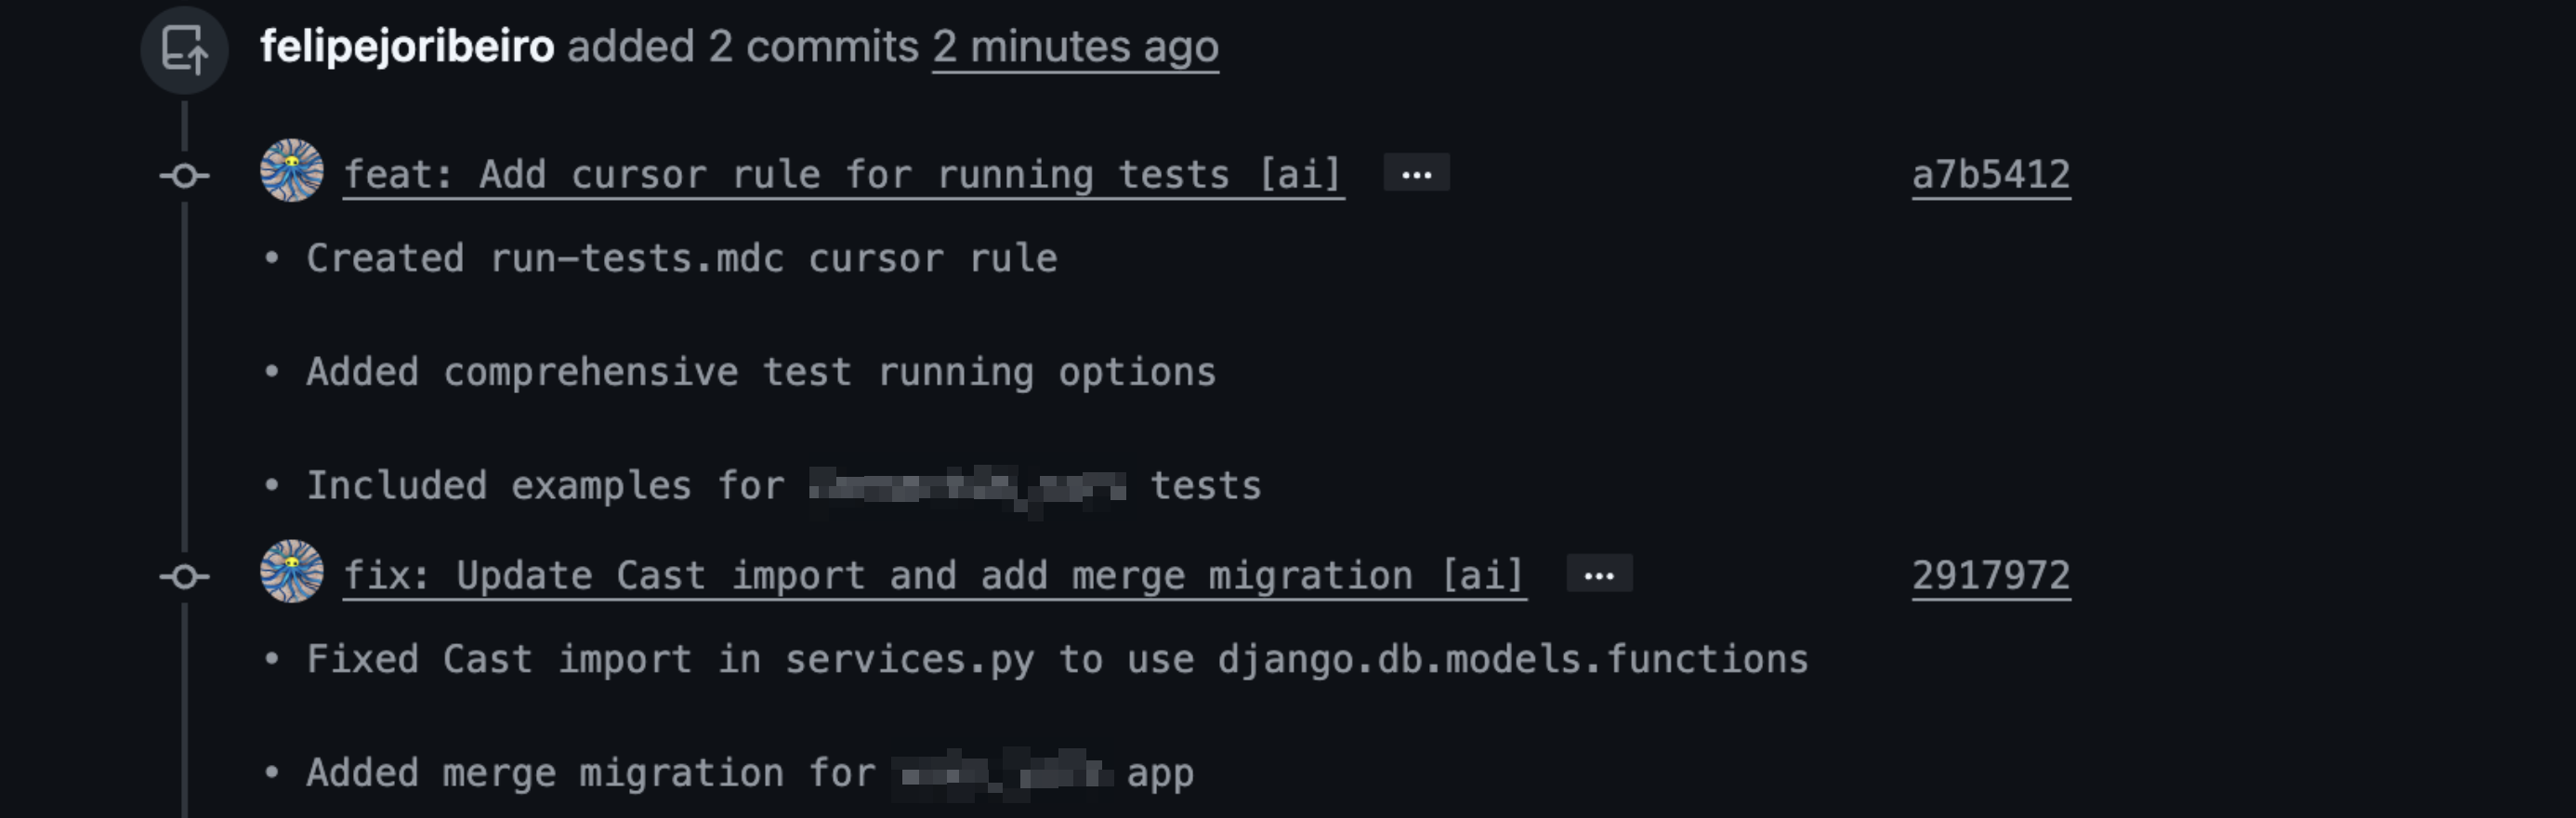 felipejoribeiro added 2 commits 2 minutes ago
feat: Add cursor rule for running tests [ai] ... a7b5412
• Created run-tests.mdc cursor rule
• Added comprehensive test running options
• Included examples for tests
fix: Update Cast import and add merge migration [ai] ... 2917972
• Fixed Cast import in services.py to use django.db.models.functions
• Added merge migration for app